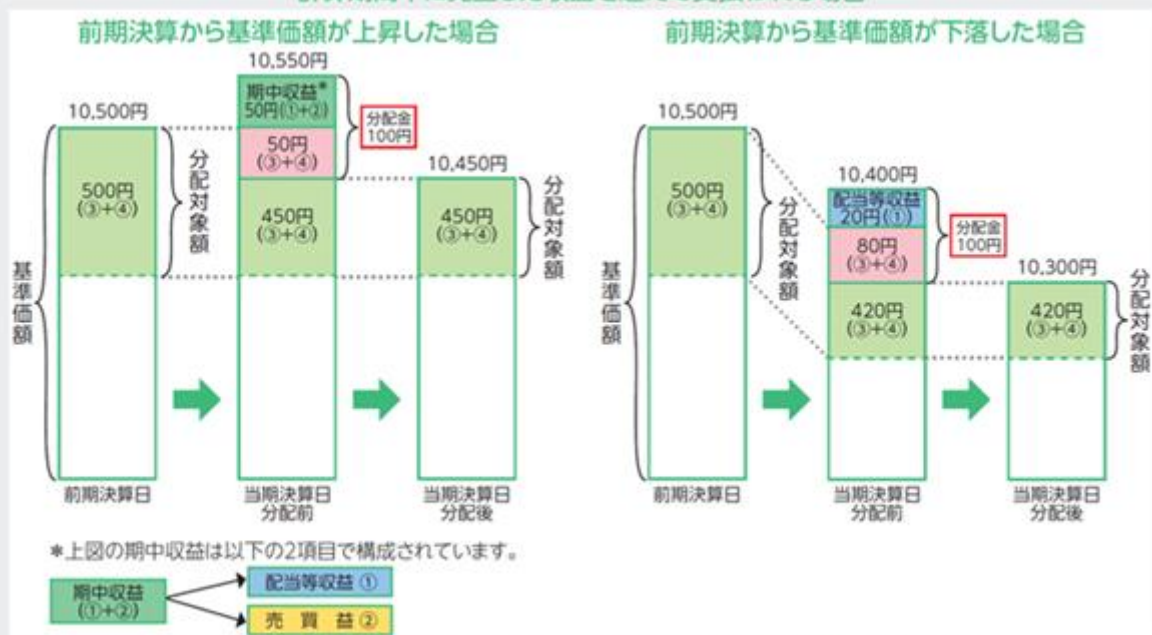 前期決算から基準価額が上昇した場合
10,500円
500円
(③+④)
分配対象額
基準価額
前期決算日
10,550円
期中収益*
50円(①+②)
50円
(③+④)
450円
(③+④)
分配金
100円
当期決算日
分配前
10,450円
450円
(③+④)
分配対象額
当期決算日
分配後
前期決算から基準価額が下落した場合
10,500円
500円
(③+④)
分配対象額
基準価額
前期決算日
10,400円
配当等収益
20円(①)
80円
(③+④)
420円
(③+④)
分配金
100円
当期決算日
分配前
10,300円
420円
(③+④)
分配対象額
当期決算日
分配後
*上図の期中収益は以下の2項目で構成されています。
期中収益
(①+②)
配当等収益 ①
売 買 益 ②